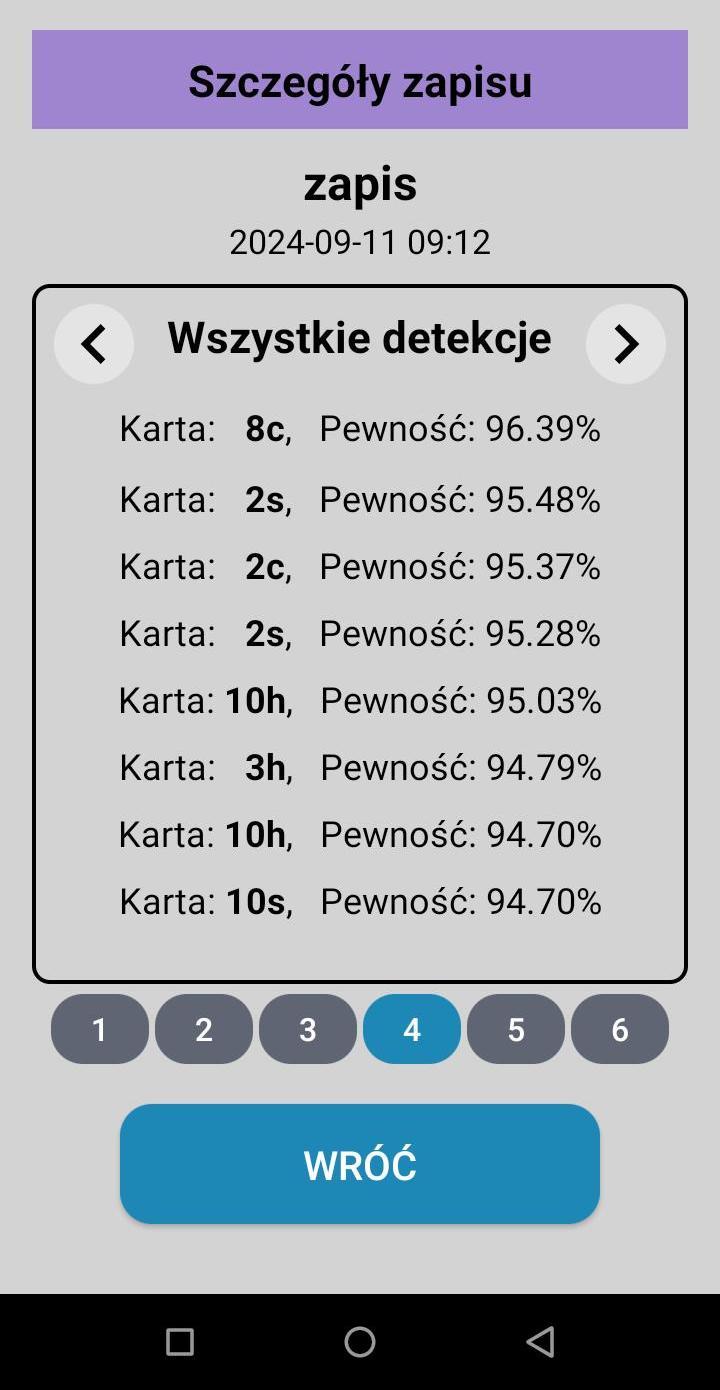 Szczegóły zapisu
zapis
2024-09-11 09:12
Wszystkie detekcje
Karta: 8c, Pewność: 96.39%
Karta: 2s, Pewność: 95.48%
Karta: 2c, Pewność: 95.37%
Karta: 2s, Pewność: 95.28%
Karta: 10h, Pewność: 95.03%
Karta: 3h, Pewność: 94.79%
Karta: 10h, Pewność: 94.70%
Karta: 10s, Pewność: 94.70%
1 2 3 4 5 6
WRÓĆ